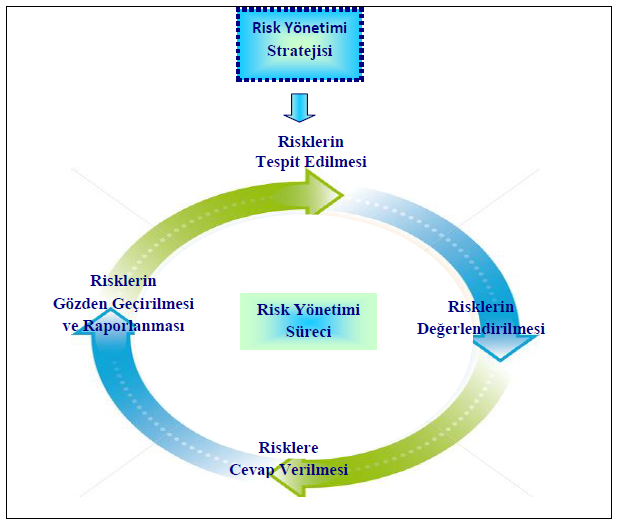 Risk Yönetimi
Stratejisi
Risklerin
Tespit Edilmesi
Risklerin
Gözden Geçirilmesi
ve Raporlanması
Risk Yönetimi
Süreci
Risklerin
Değerlendirilmesi
Risklere
Cevap Verilmesi